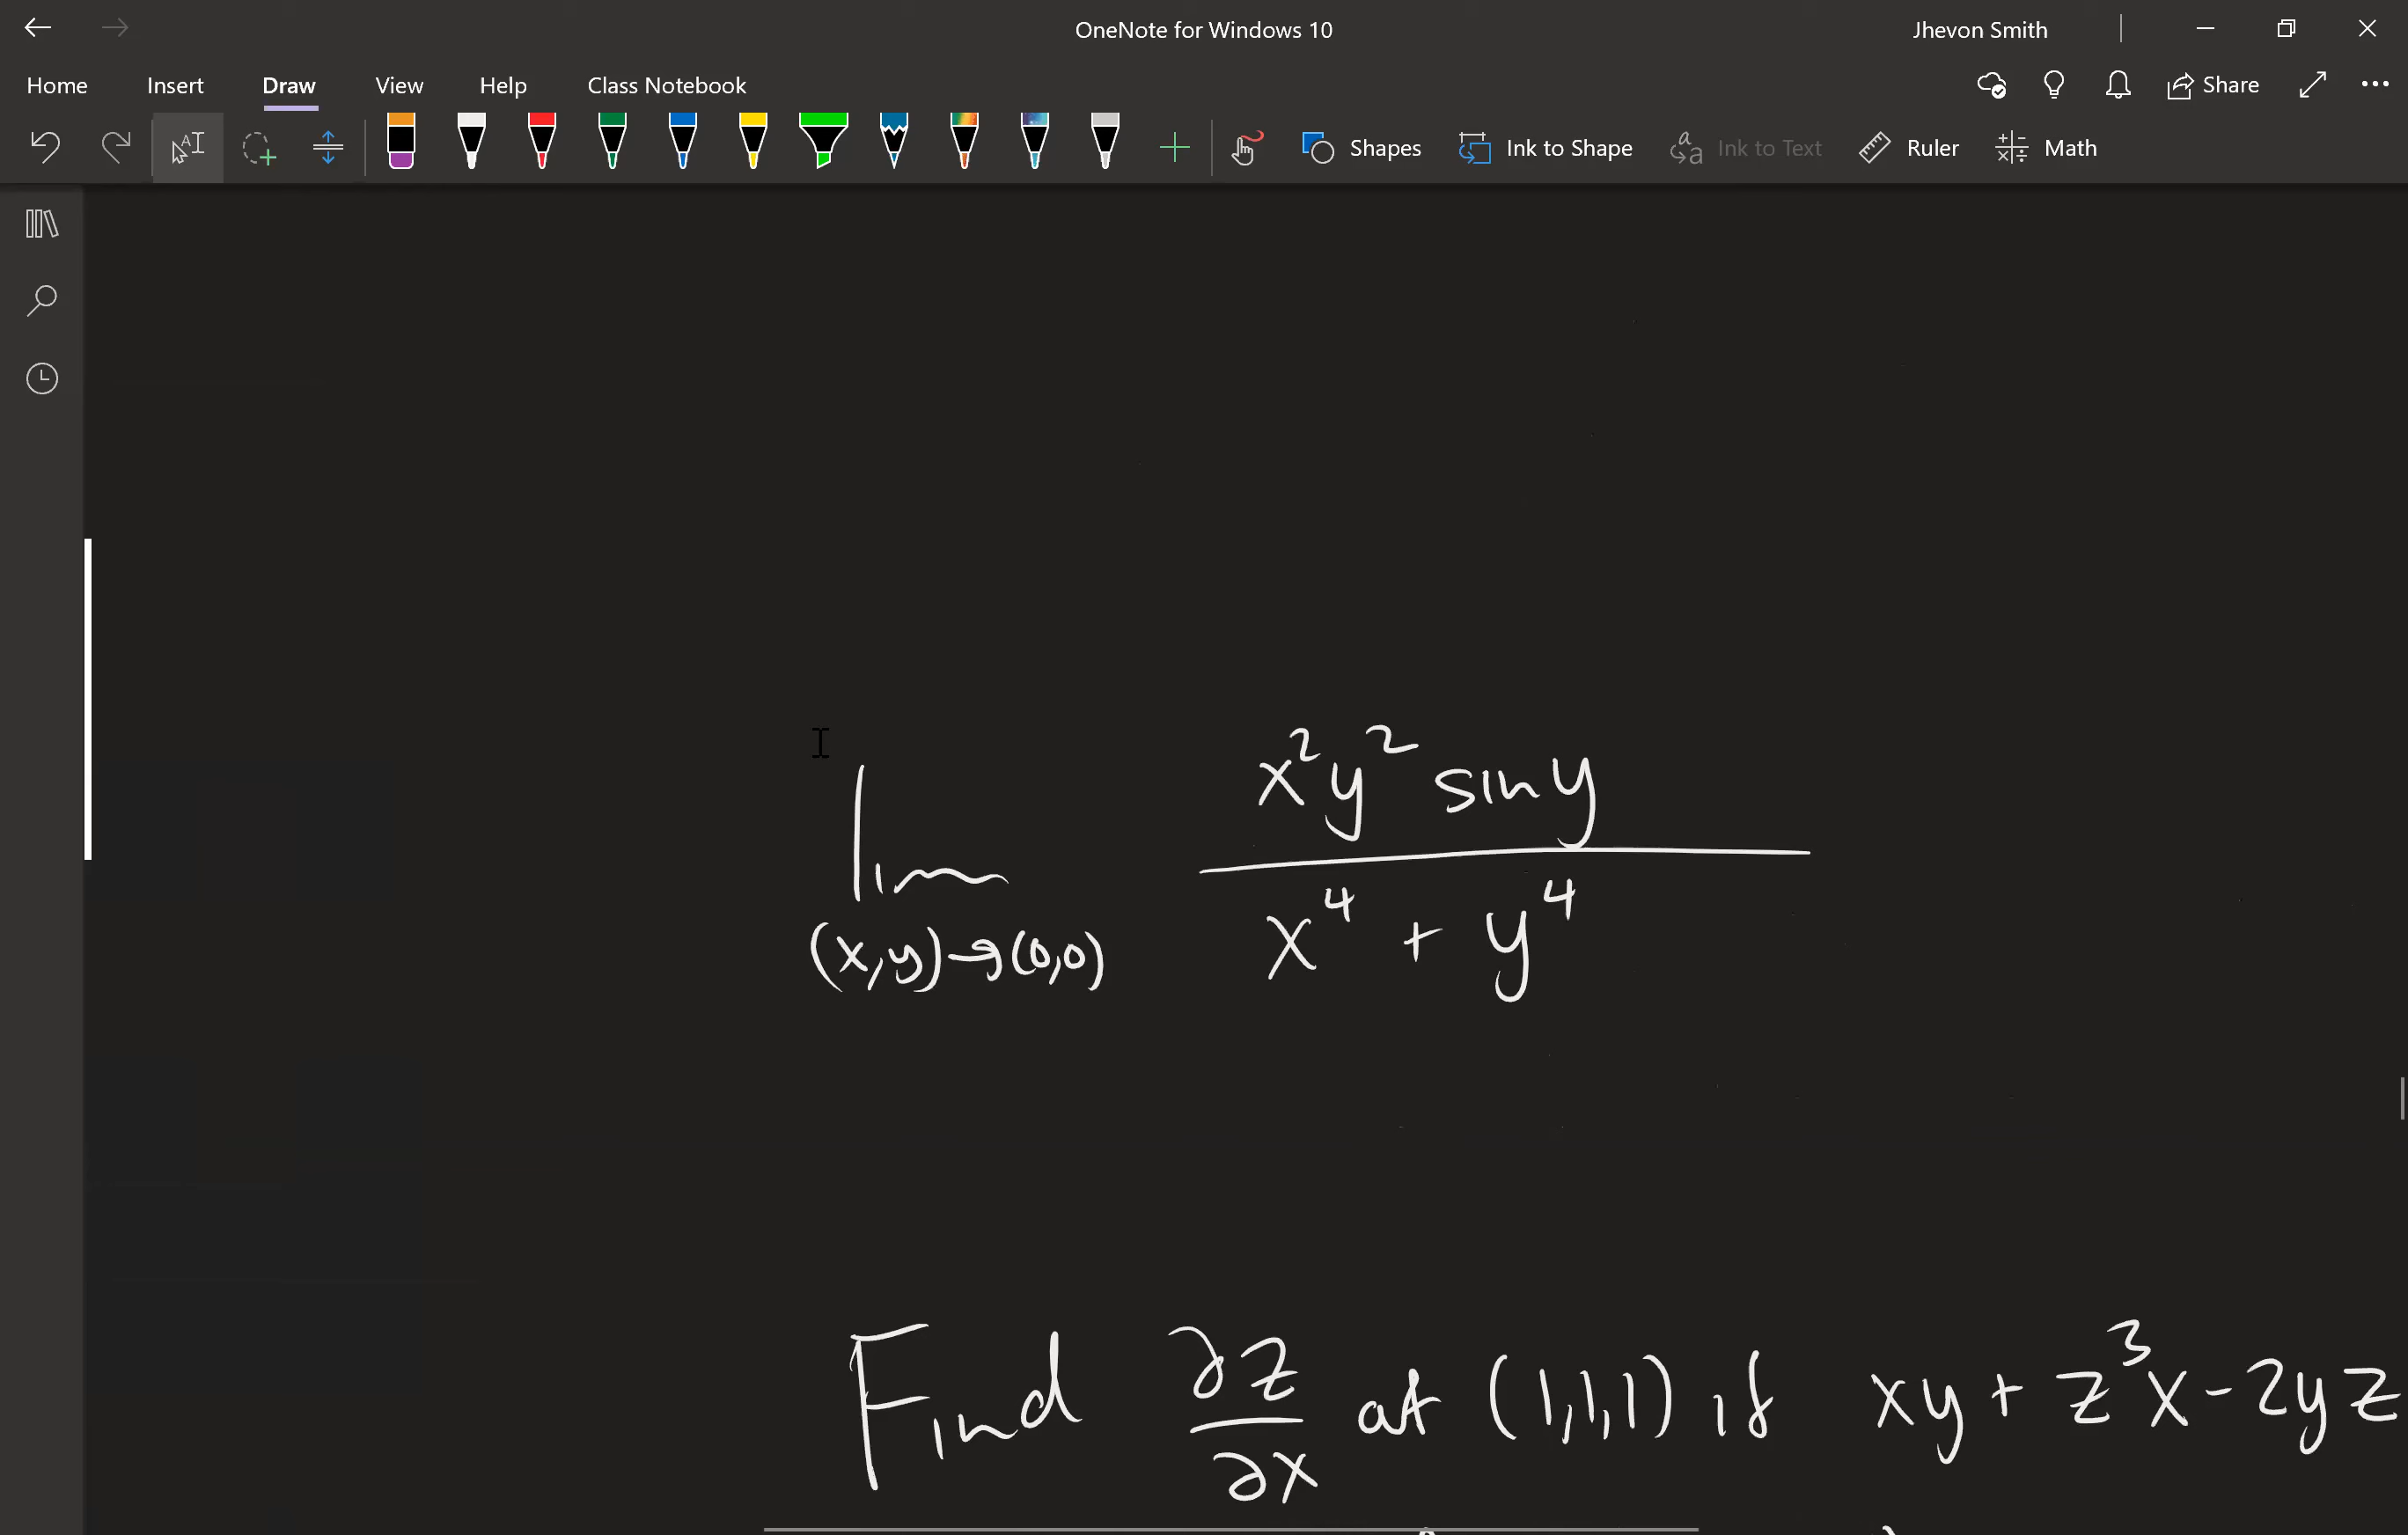 OneNote for Windows 10
Jhevon Smith
Home Insert Draw View Help Class Notebook Share
Shapes Ink to Shape Ink to Text Ruler Math
lim (x,y)→(0,0) x²y² sin y / x⁴ + y⁴
Find ∂z/∂x at (1,1,1) if xy + z³x - 2yz